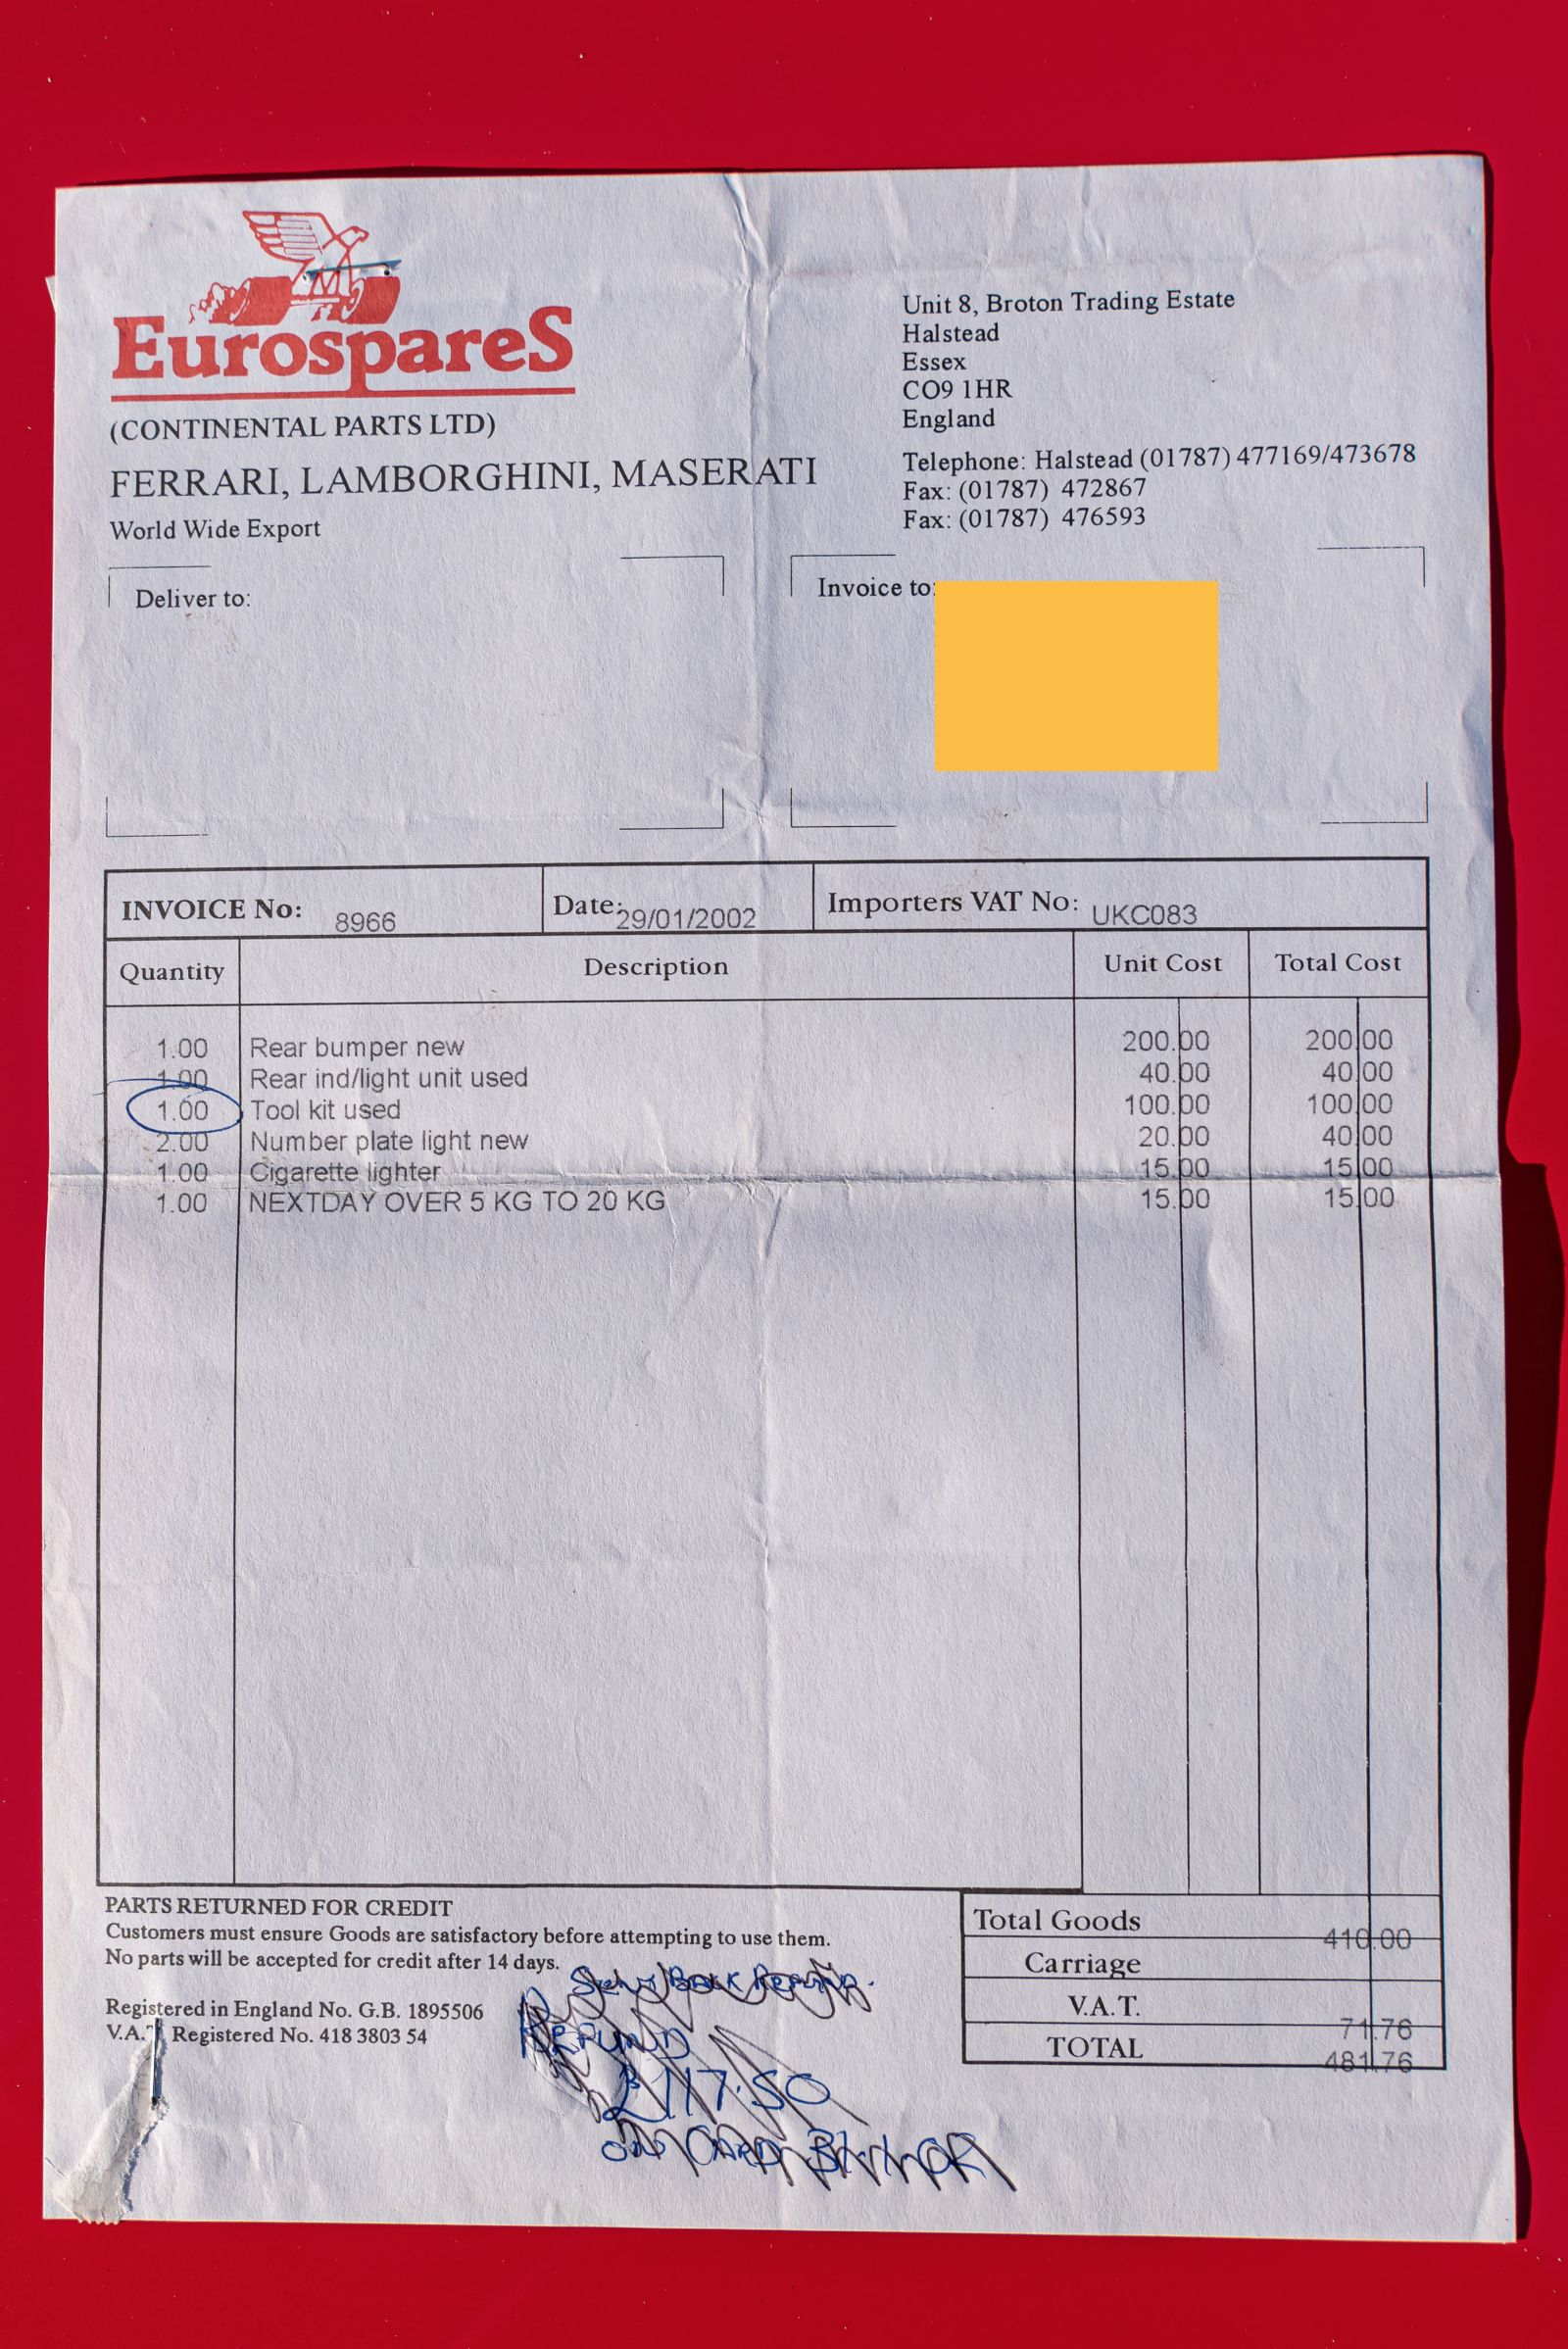 EurospareS
(CONTINENTAL PARTS LTD)
FERRARI, LAMBORGHINI, MASERATI
World Wide Export
Unit 8, Broton Trading Estate
Halstead
Essex
CO9 1HR
England
Telephone: Halstead (01787) 477169/473678
Fax: (01787) 472867
Fax: (01787) 476593
Deliver to:
Invoice to:
INVOICE No: 8966 Date: 29/01/2002 Importers VAT No: UKC083
Quantity Description Unit Cost Total Cost
1.00 Rear bumper new 200.00 200.00
1.00 Rear ind/light unit used 40.00 40.00
1.00 Tool kit used 100.00 100.00
2.00 Number plate light new 20.00 40.00
1.00 Cigarette lighter 15.00 15.00
1.00 NEXTDAY OVER 5 KG TO 20 KG 15.00 15.00
PARTS RETURNED FOR CREDIT
Customers must ensure Goods are satisfactory before attempting to use them.
No parts will be accepted for credit after 14 days.
Registered in England No. G.B. 1895506
V.A.T. Registered No. 418 3803 54
Total Goods 410.00
Carriage
V.A.T. 71.76
TOTAL 481.76
Back
REFUND
£117.50
on CARD